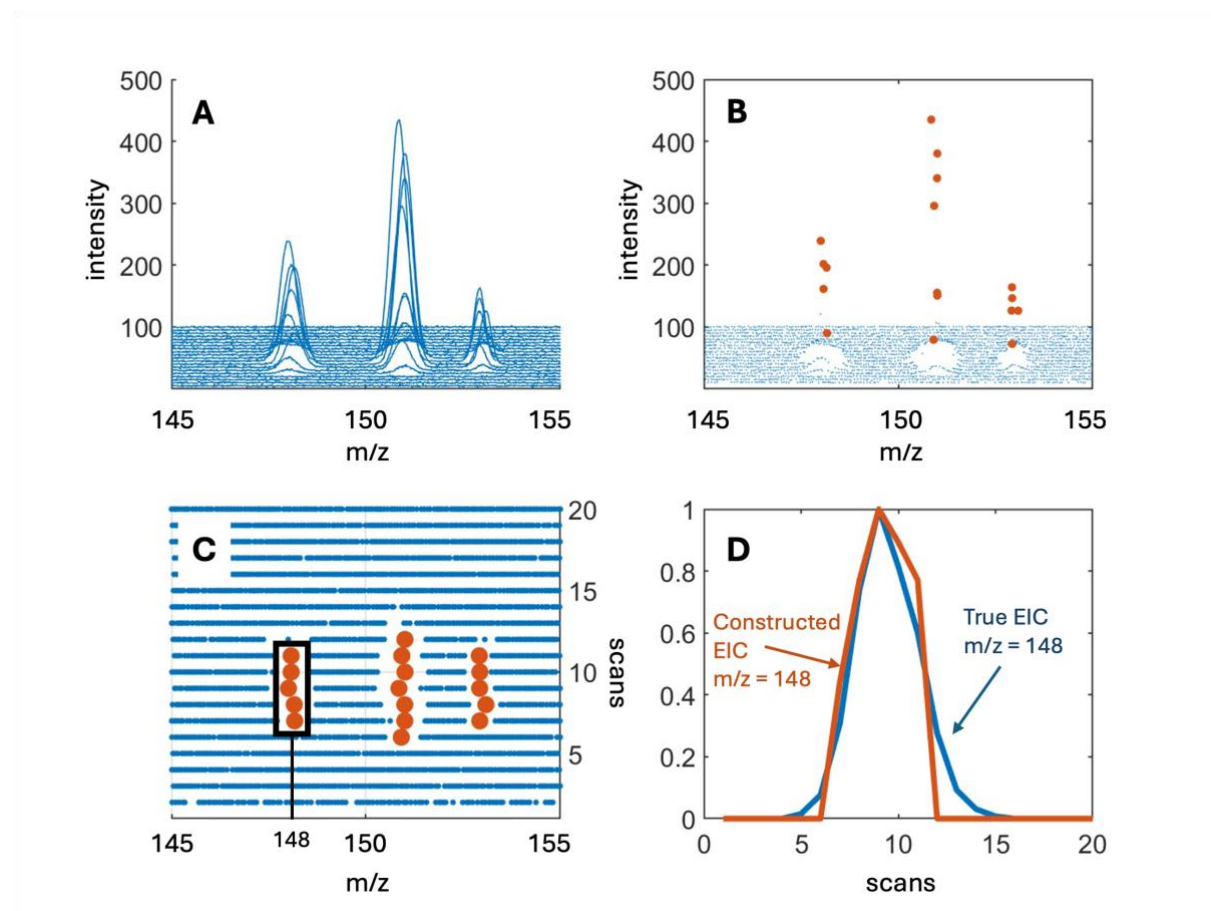 A
500
400
300
200
100
intensity
145
150
155
m/z
B
500
400
300
200
100
intensity
145
150
155
m/z
C
20
15
10
5
scans
145
148
150
155
m/z
D
1
0.8
0.6
0.4
0.2
0
Constructed
EIC
m/z = 148
True EIC
m/z = 148
0
5
10
15
20
scans